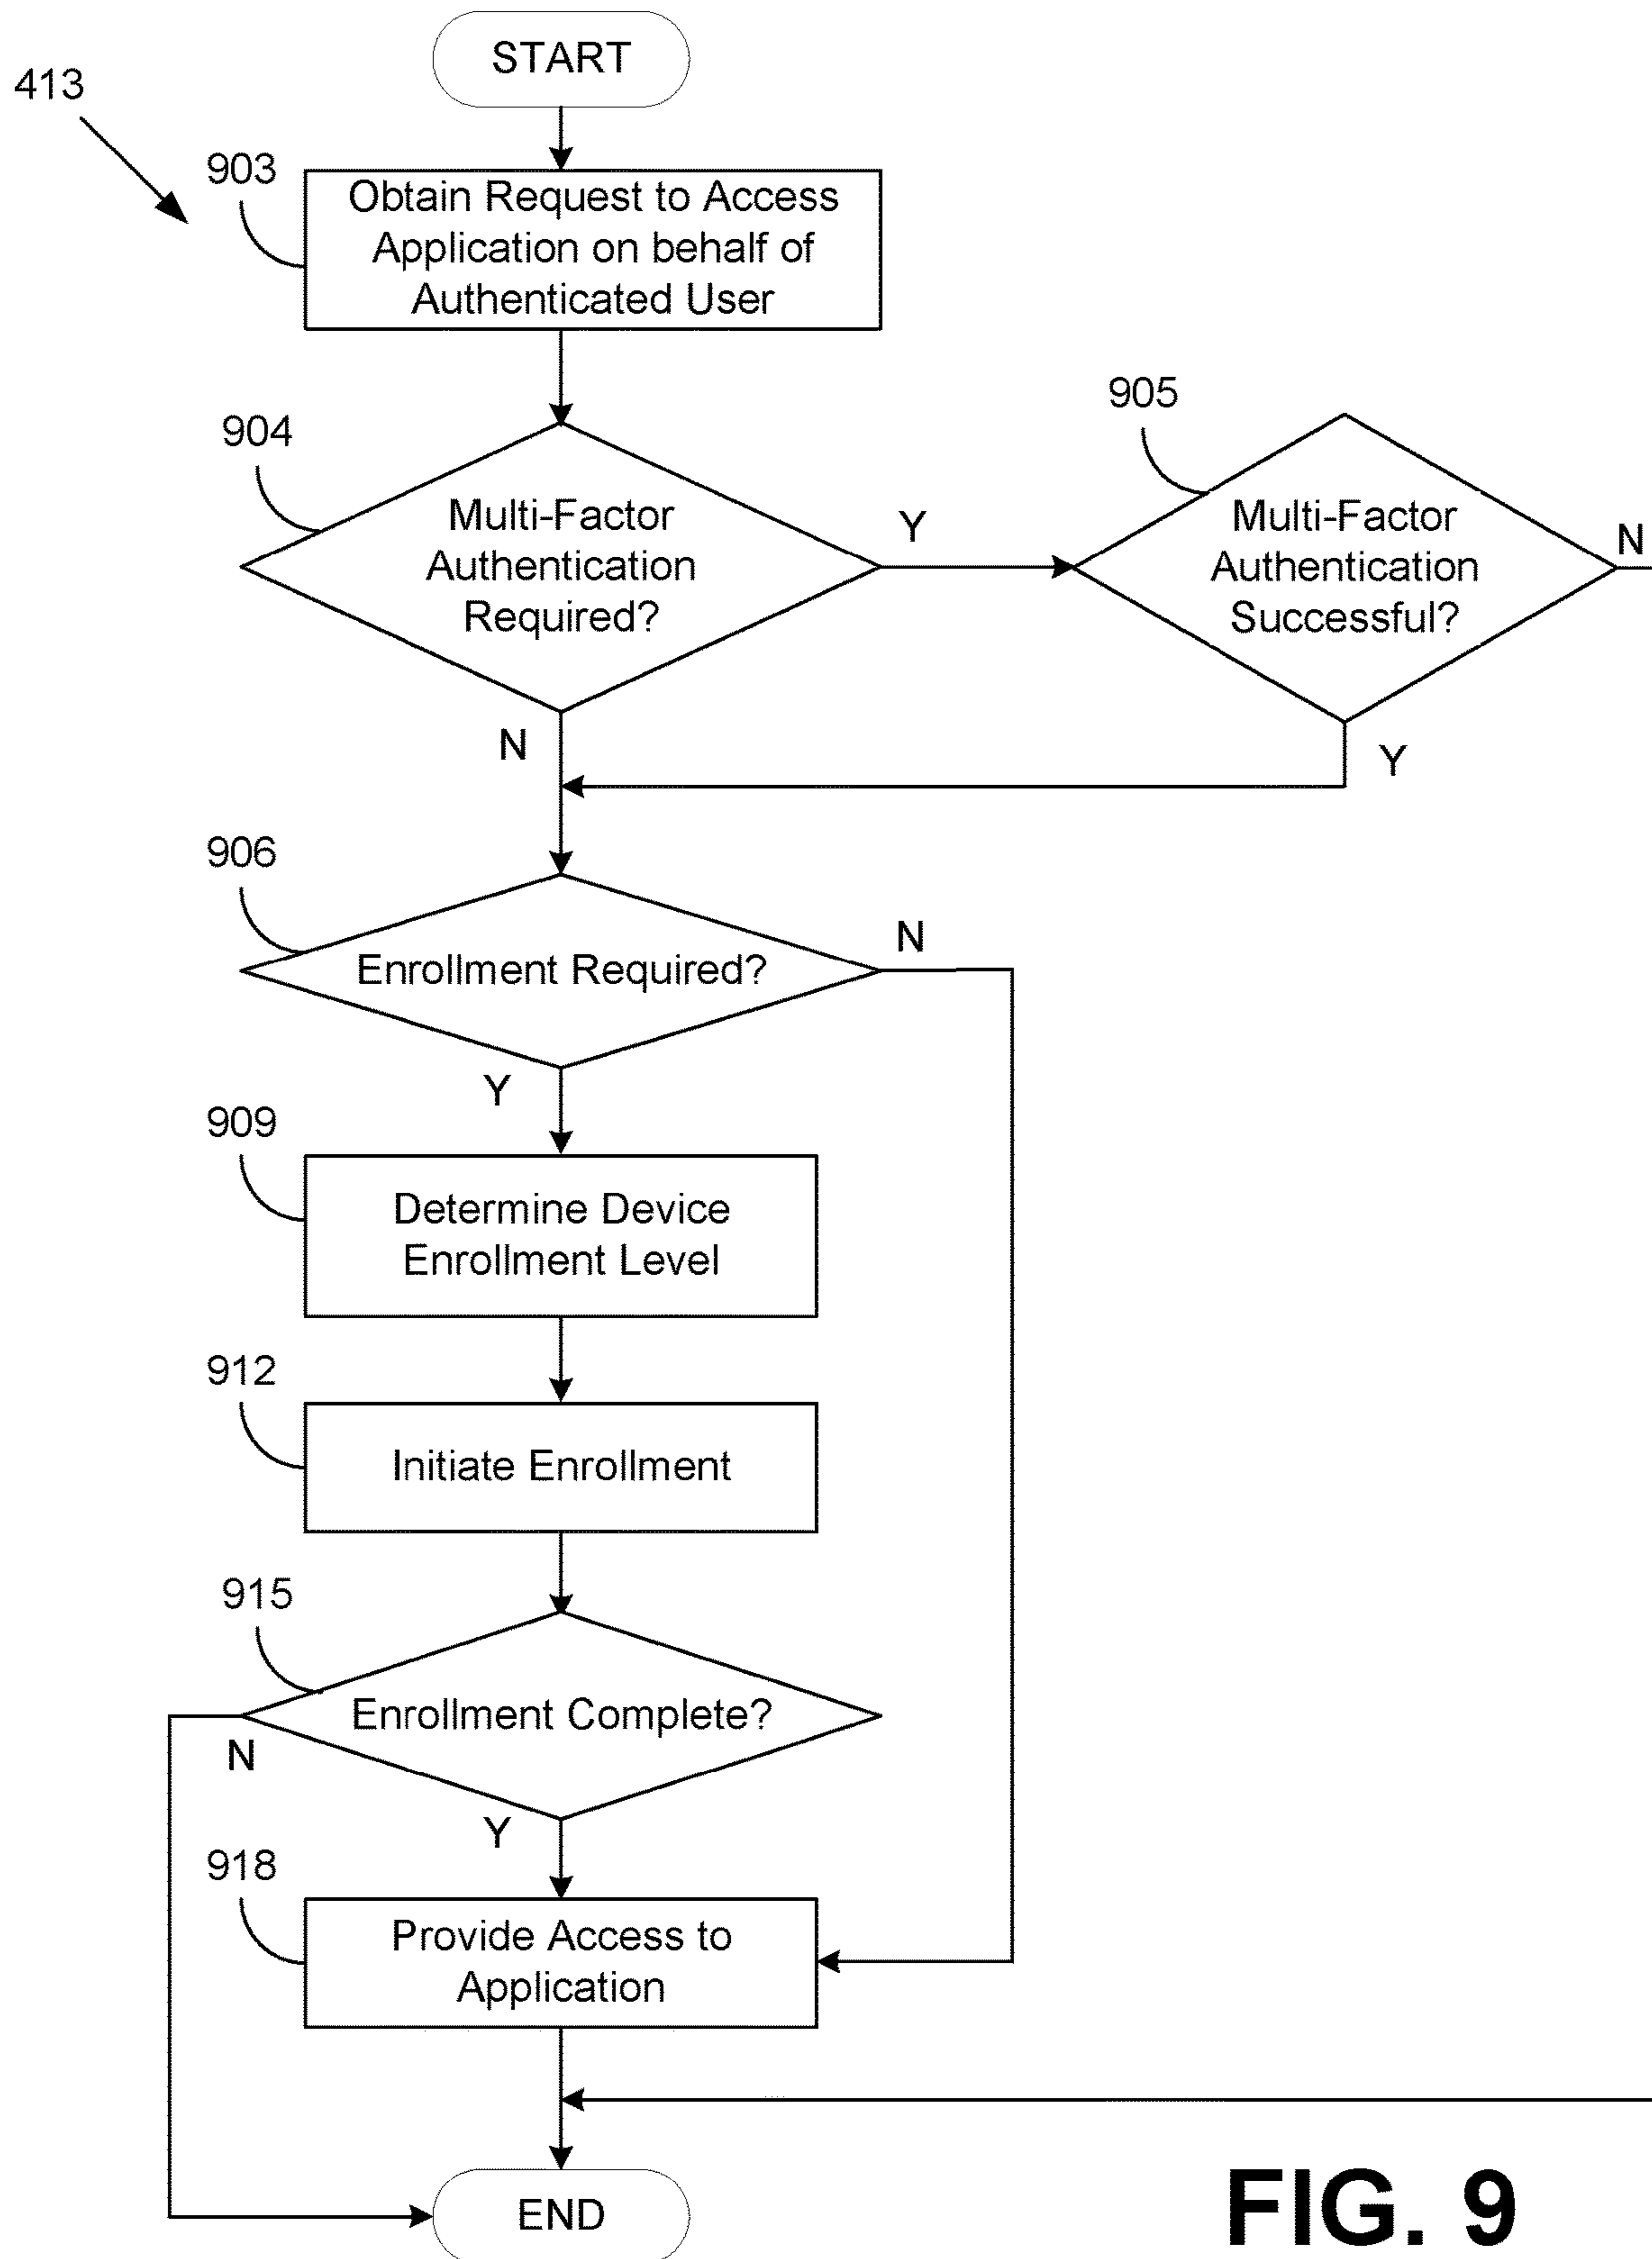 START
413
903
Obtain Request to Access
Application on behalf of
Authenticated User
904
Multi-Factor
Authentication
Required?
Y
905
Multi-Factor
Authentication
Successful?
N
N
Y
906
Enrollment Required?
N
Y
909
Determine Device
Enrollment Level
912
Initiate Enrollment
915
Enrollment Complete?
N
Y
918
Provide Access to
Application
END
FIG. 9